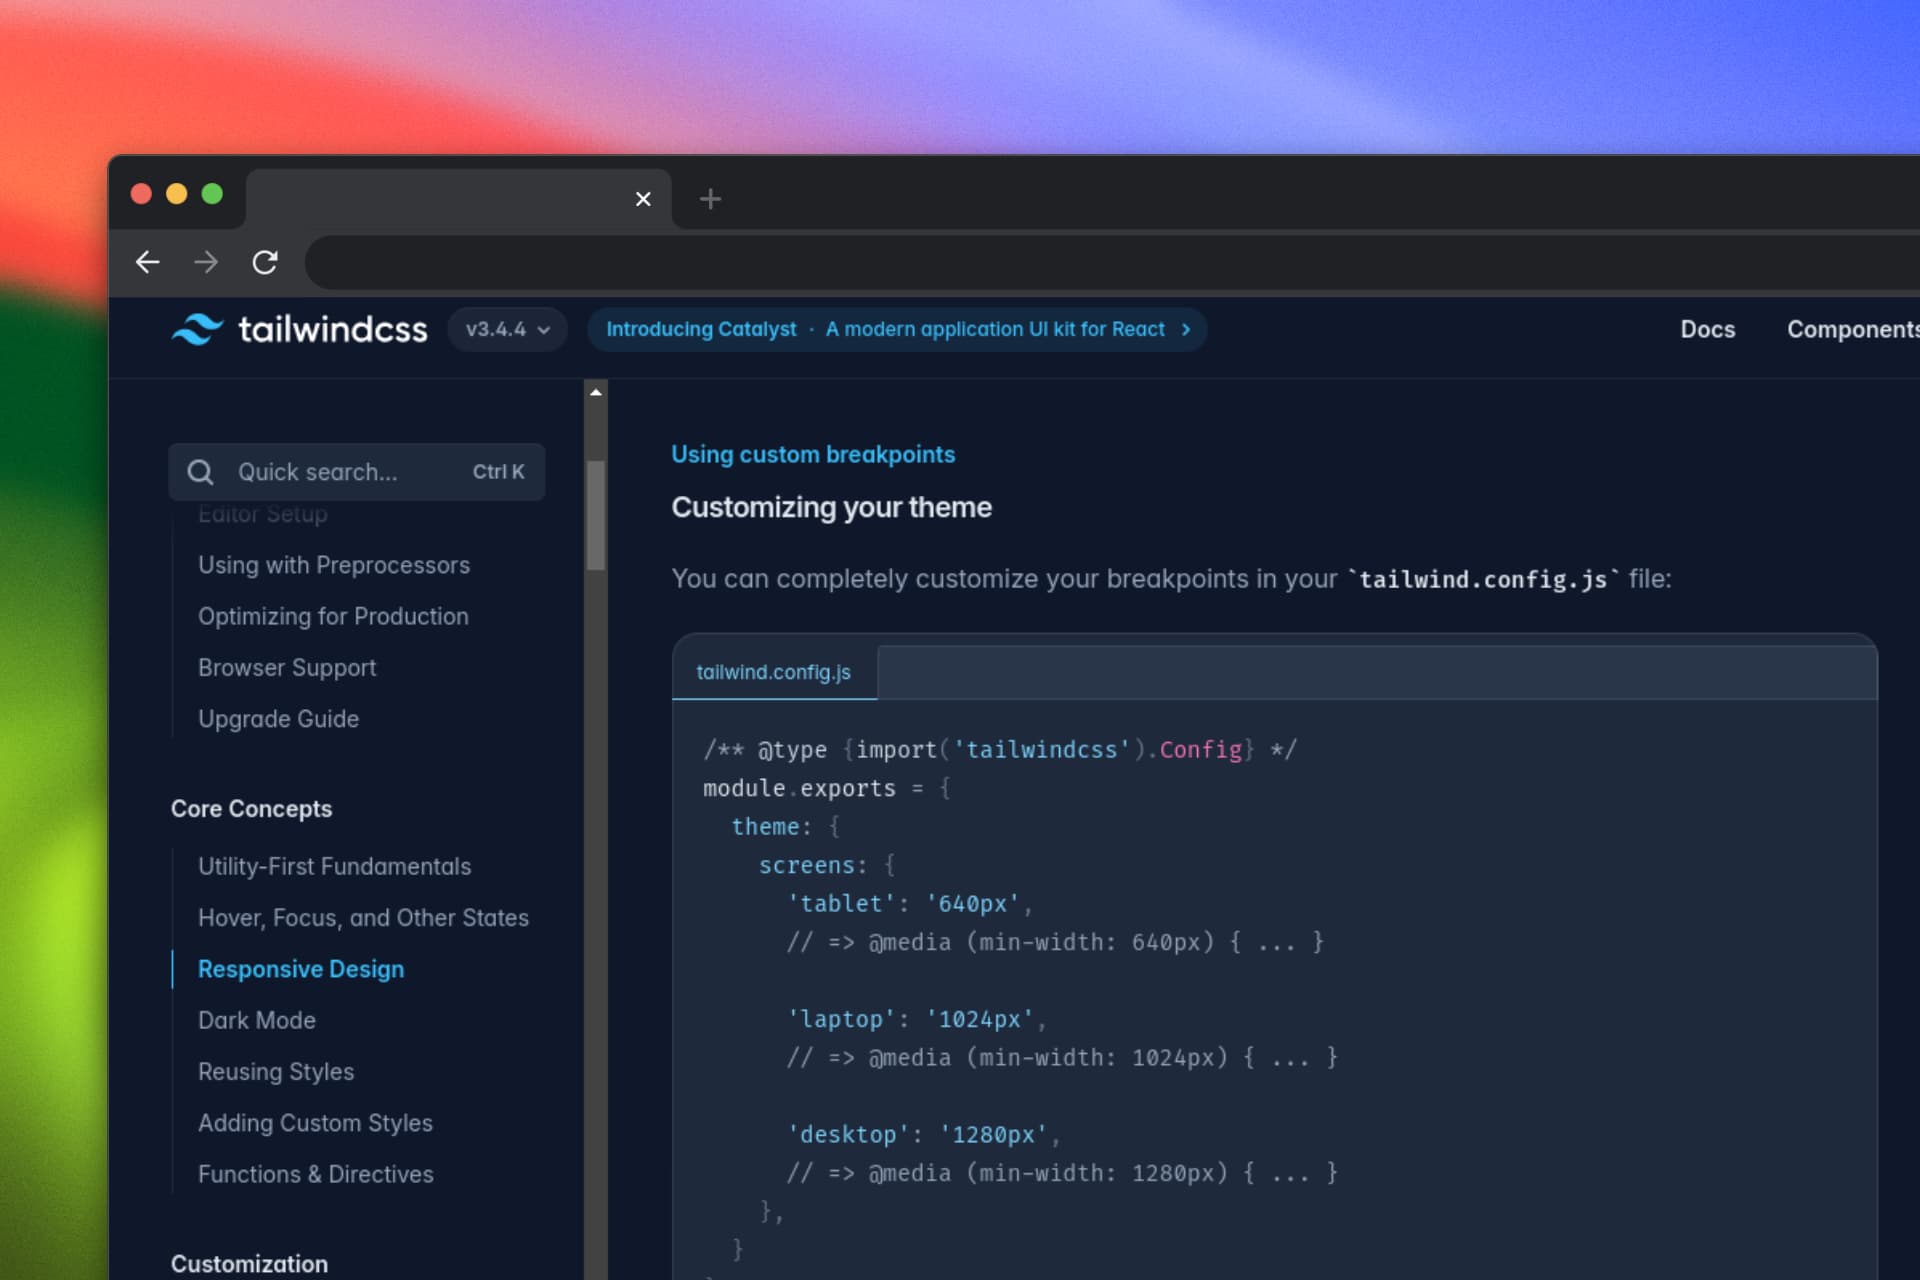 tailwindcss
v3.4.4
Introducing Catalyst · A modern application UI kit for React
Docs
Components
Quick search...
Ctrl K
Editor Setup
Using with Preprocessors
Optimizing for Production
Browser Support
Upgrade Guide
Core Concepts
Utility-First Fundamentals
Hover, Focus, and Other States
Responsive Design
Dark Mode
Reusing Styles
Adding Custom Styles
Functions & Directives
Customization
Using custom breakpoints
Customizing your theme
You can completely customize your breakpoints in your `tailwind.config.js` file:
tailwind.config.js
/** @type {import('tailwindcss').Config} */
module.exports = {
  theme: {
    screens: {
      'tablet': '640px',
      // => @media (min-width: 640px) { ... }
      'laptop': '1024px',
      // => @media (min-width: 1024px) { ... }
      'desktop': '1280px',
      // => @media (min-width: 1280px) { ... }
    },
  }